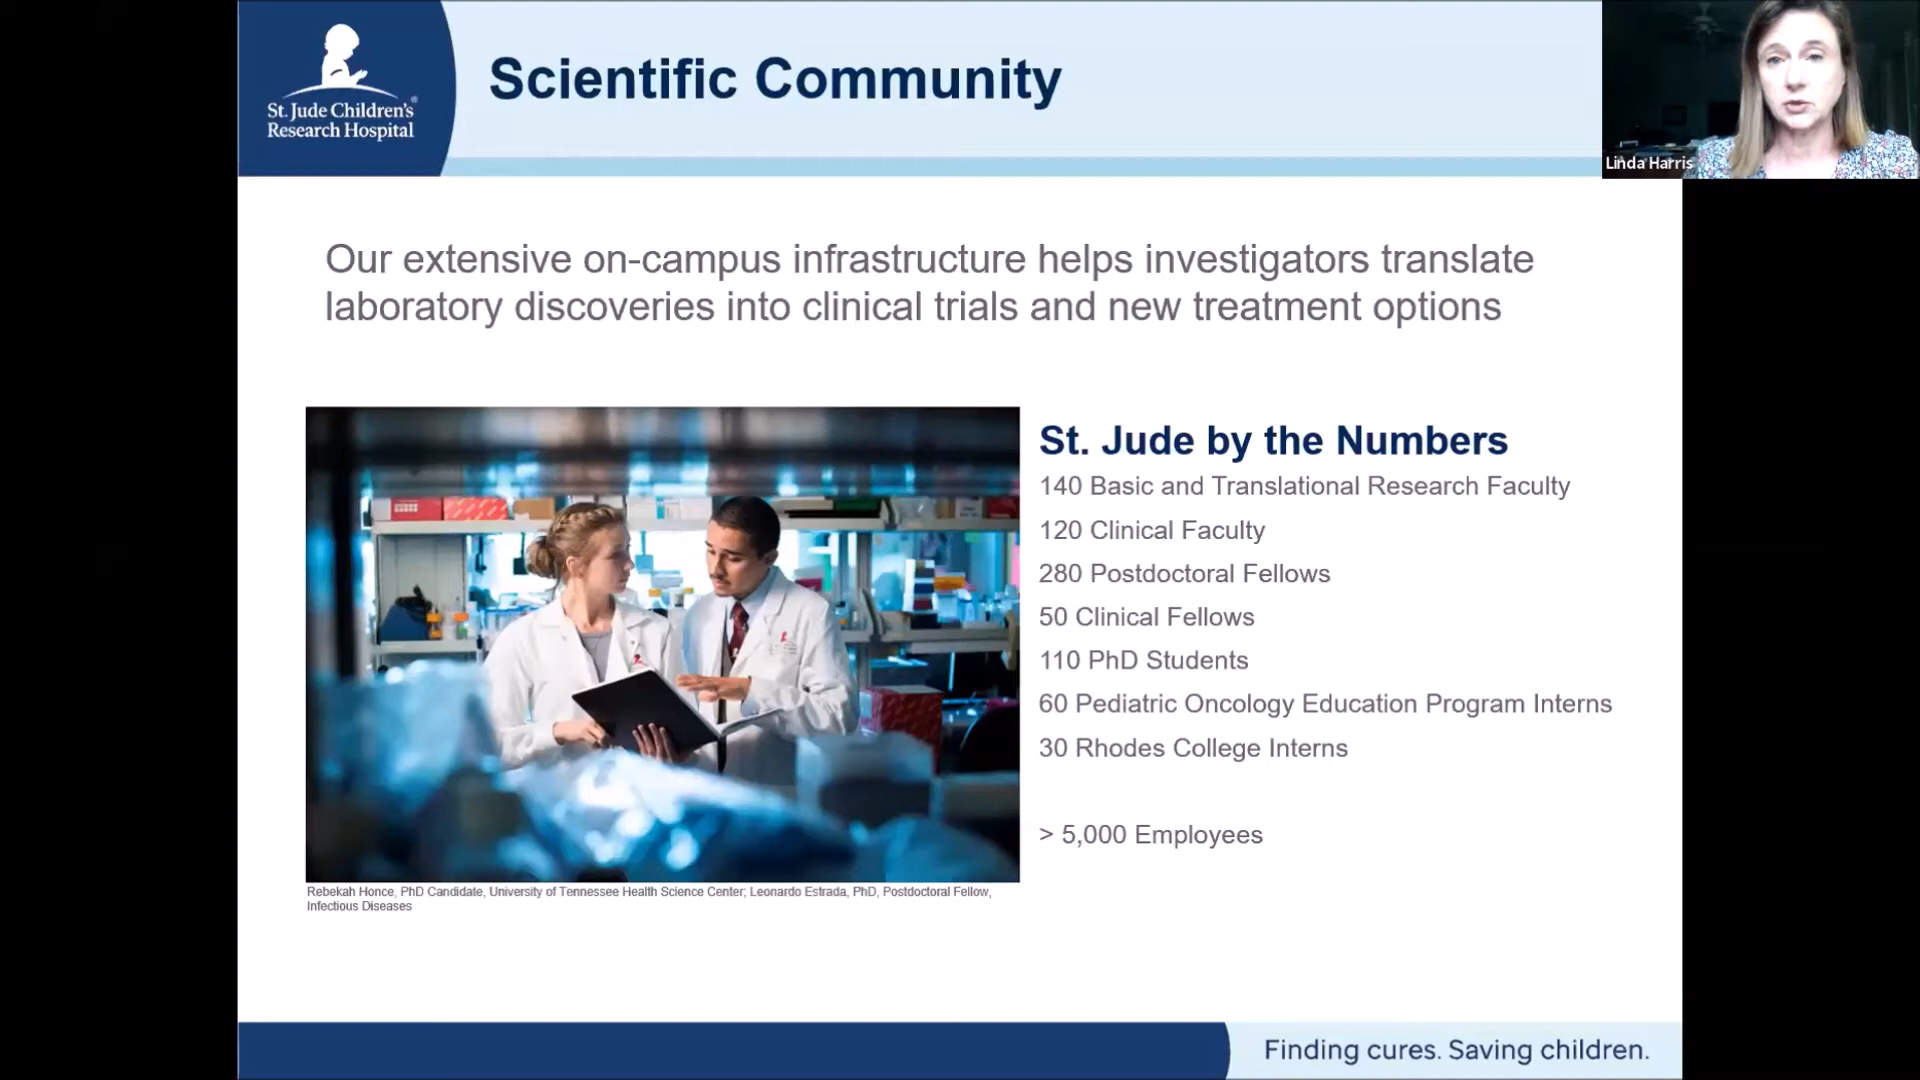 St. Jude Children's®
Research Hospital
Scientific Community
Linda Harris
Our extensive on-campus infrastructure helps investigators translate
laboratory discoveries into clinical trials and new treatment options
St. Jude by the Numbers
140 Basic and Translational Research Faculty
120 Clinical Faculty
280 Postdoctoral Fellows
50 Clinical Fellows
110 PhD Students
60 Pediatric Oncology Education Program Interns
30 Rhodes College Interns
> 5,000 Employees
Rebekah Honce, PhD Candidate, University of Tennessee Health Science Center; Leonardo Estrada, PhD, Postdoctoral Fellow,
Infectious Diseases
Finding cures. Saving children.